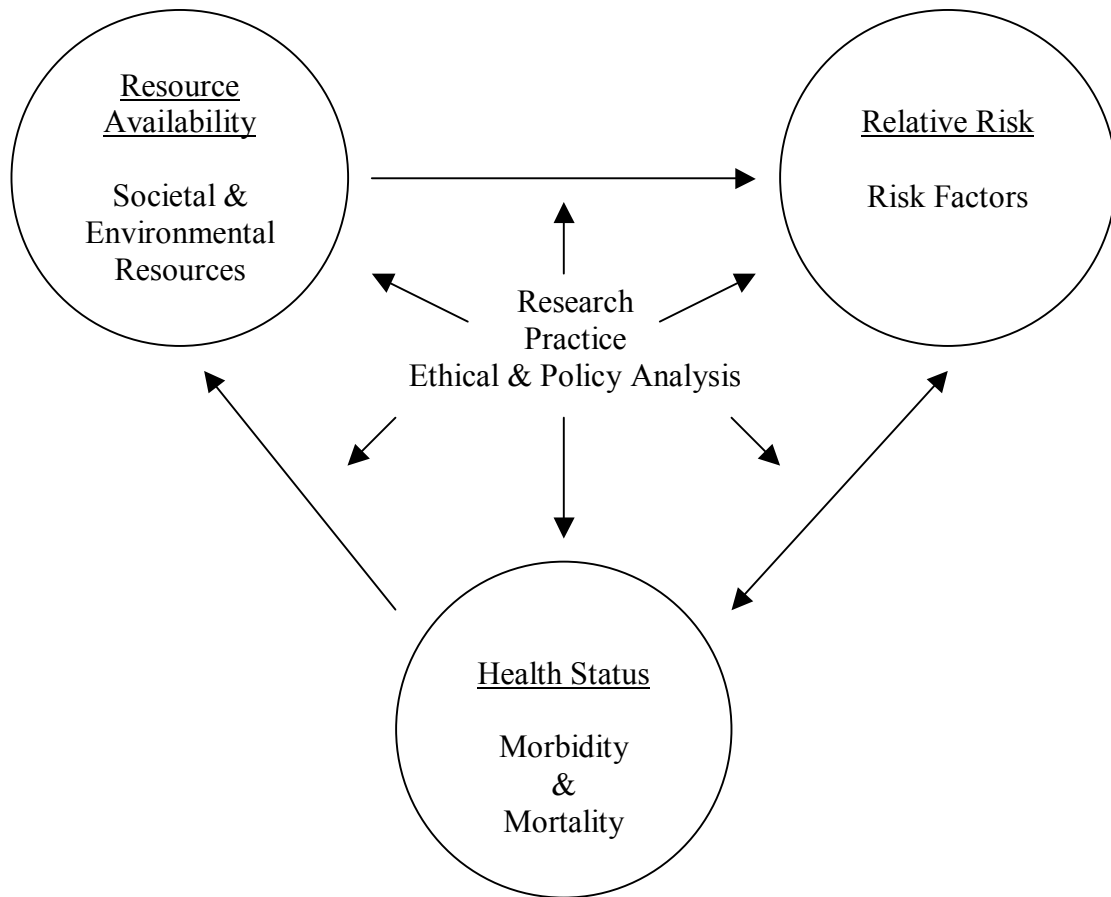 Resource
Availability
Societal &
Environmental
Resources
Relative Risk
Risk Factors
Research
Practice
Ethical & Policy Analysis
Health Status
Morbidity
&
Mortality